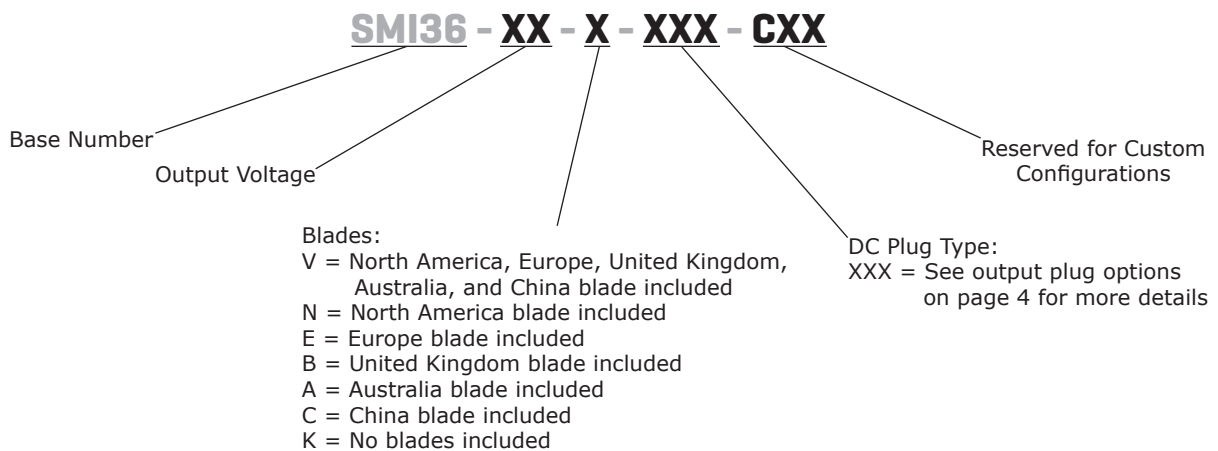 SMI36 - XX - X - XXX - CXX
Base Number
Output Voltage
Reserved for Custom
Configurations
Blades:
V = North America, Europe, United Kingdom,
Australia, and China blade included
N = North America blade included
E = Europe blade included
B = United Kingdom blade included
A = Australia blade included
C = China blade included
K = No blades included
DC Plug Type:
XXX = See output plug options
on page 4 for more details